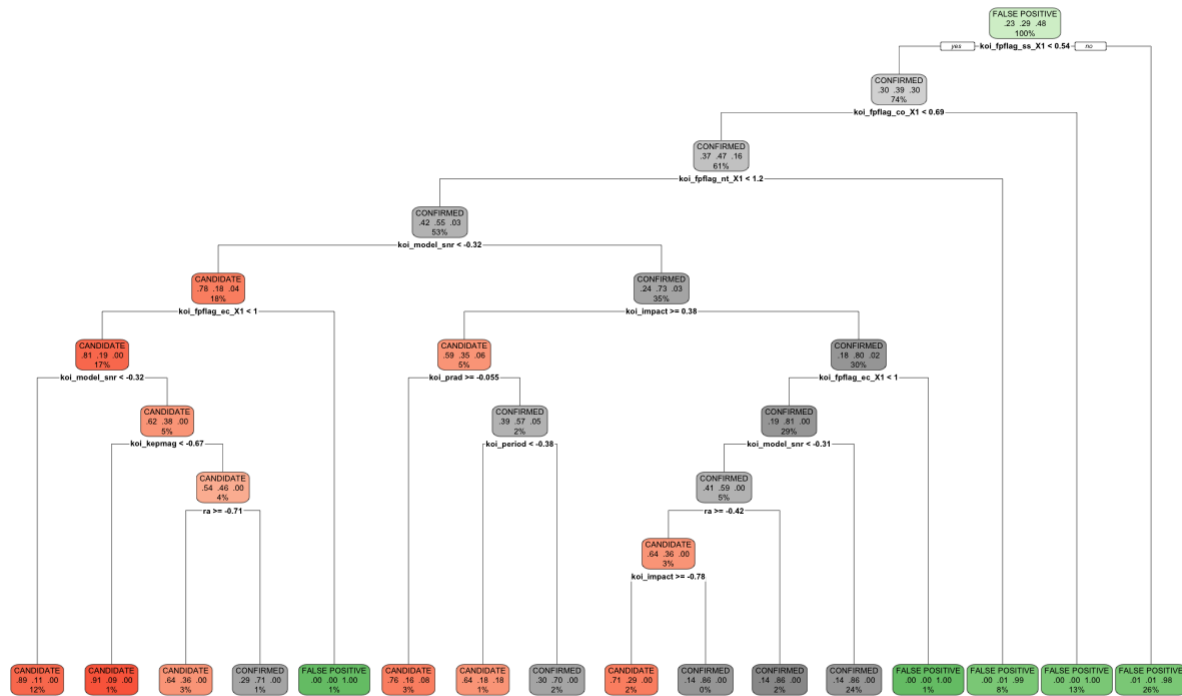 FALSE POSITIVE
.23 .29 .48
100%
yes koi_fpflag_ss_X1 < 0.54 no
CONFIRMED
.30 .39 .30
74%
koi_fpflag_co_X1 < 0.69
CONFIRMED
.37 .47 .16
61%
koi_fpflag_nt_X1 < 1.2
CONFIRMED
.42 .55 .03
53%
koi_model_snr < -0.32
CANDIDATE
.78 .18 .04
18%
koi_fpflag_ec_X1 < 1
CONFIRMED
.24 .73 .03
35%
koi_impact >= 0.38
CANDIDATE
.81 .19 .00
17%
koi_model_snr < -0.32
CANDIDATE
.59 .35 .06
5%
koi_prad >= -0.055
CONFIRMED
.18 .80 .02
30%
koi_fpflag_ec_X1 < 1
CANDIDATE
.62 .38 .00
5%
koi_kepmag < -0.67
CONFIRMED
.39 .57 .05
2%
koi_period < -0.38
CONFIRMED
.19 .81 .00
29%
koi_model_snr < -0.31
CANDIDATE
.54 .46 .00
4%
ra >= -0.71
CONFIRMED
.41 .59 .00
5%
ra >= -0.42
CANDIDATE
.64 .36 .00
3%
koi_impact >= -0.78
CANDIDATE
.89 .11 .00
12%
CANDIDATE
.91 .09 .00
1%
CANDIDATE
.64 .36 .00
3%
CONFIRMED
.29 .71 .00
1%
FALSE POSITIVE
.00 .00 1.00
1%
CANDIDATE
.76 .16 .08
3%
CANDIDATE
.64 .18 .18
1%
CONFIRMED
.30 .70 .00
2%
CANDIDATE
.71 .29 .00
2%
CONFIRMED
.14 .86 .00
0%
CONFIRMED
.14 .86 .00
2%
CONFIRMED
.14 .86 .00
24%
FALSE POSITIVE
.00 .00 1.00
1%
FALSE POSITIVE
.00 .01 .99
8%
FALSE POSITIVE
.00 .00 1.00
13%
FALSE POSITIVE
.01 .01 .98
26%